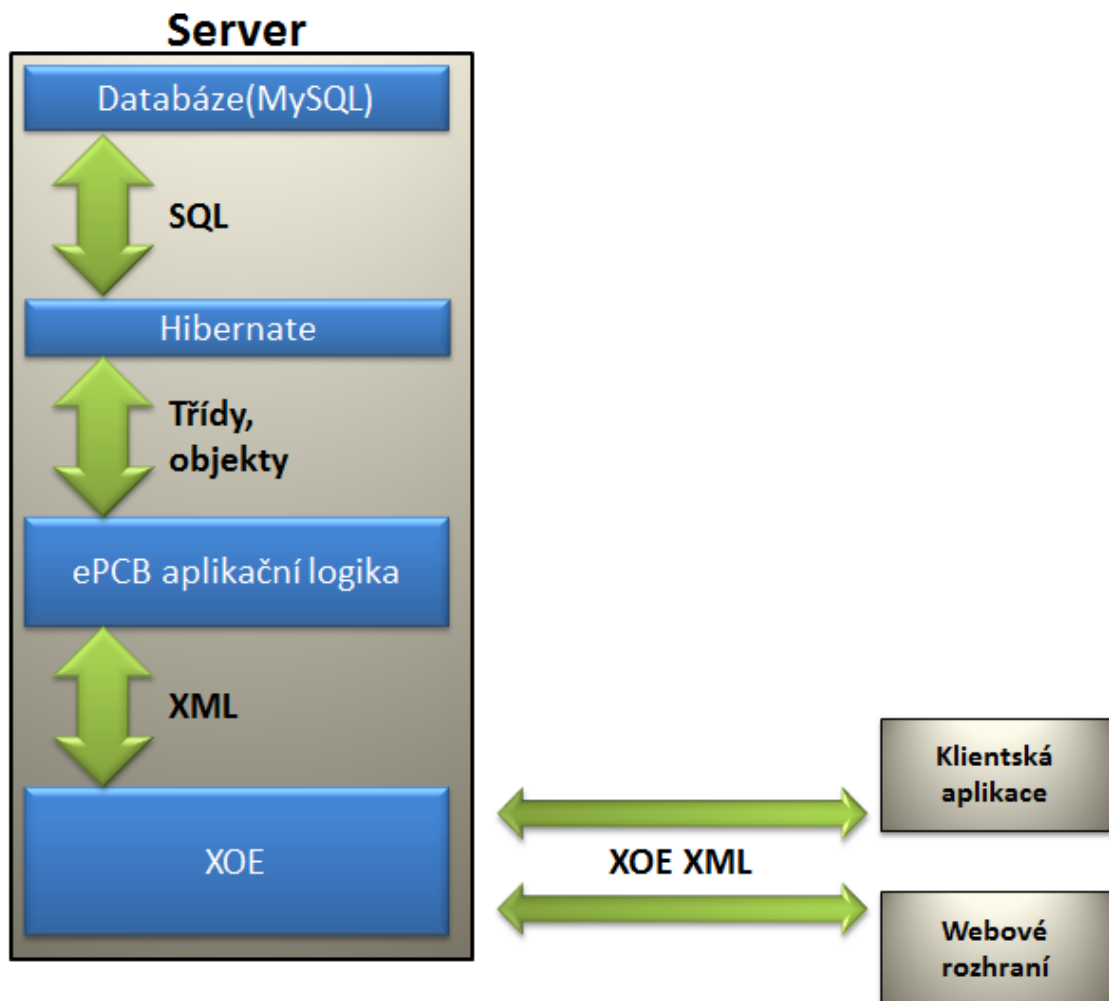 Server
Databáze(MySQL)
SQL
Hibernate
Třídy,
objekty
ePCB aplikační logika
XML
XOE
XOE XML
Klientská
aplikace
Webové
rozhraní